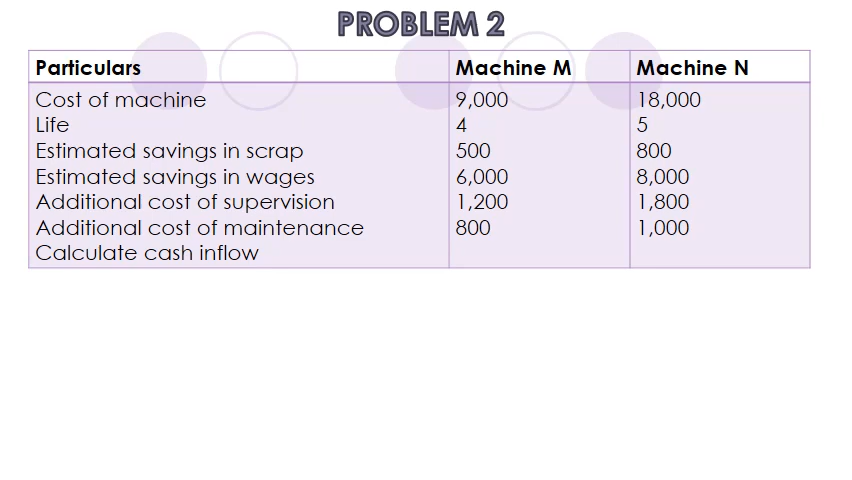 PROBLEM 2
Particulars Machine M Machine N
Cost of machine 9,000 18,000
Life 4 5
Estimated savings in scrap 500 800
Estimated savings in wages 6,000 8,000
Additional cost of supervision 1,200 1,800
Additional cost of maintenance 800 1,000
Calculate cash inflow